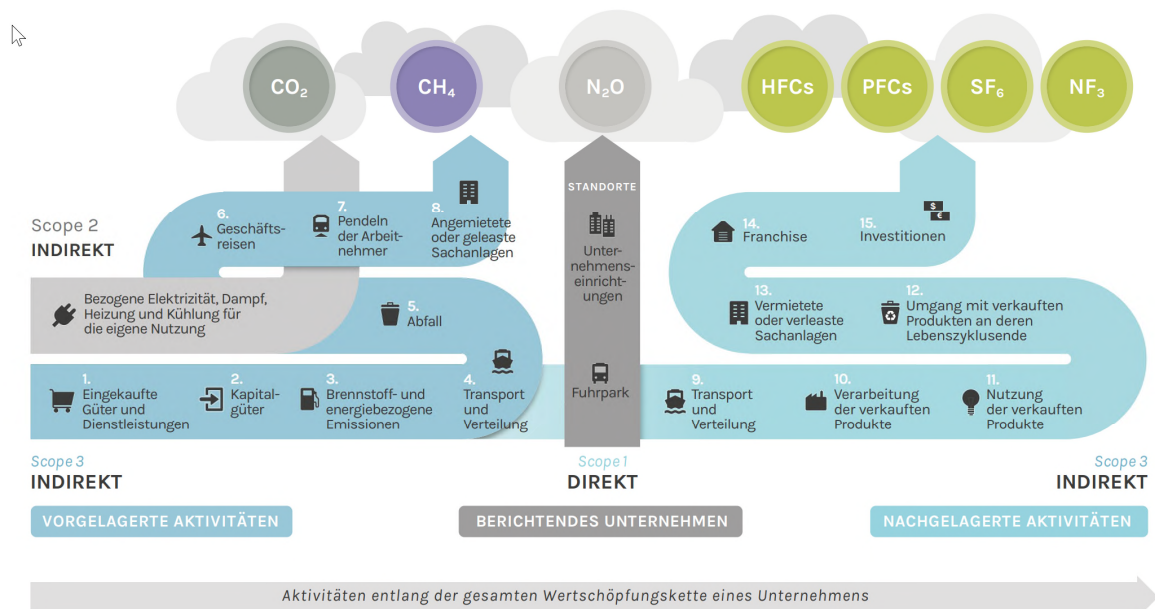 CO₂
CH₄
N₂O
HFCs
PFCs
SF₆
NF₃
Scope 2
INDIREKT
6.
Geschäfts-
reisen
7.
Pendeln
der Arbeit-
nehmer
8.
Angemietete
oder geleaste
Sachanlagen
Bezogene Elektrizität, Dampf,
Heizung und Kühlung für
die eigene Nutzung
5.
Abfall
1.
Eingekaufte
Güter und
Dienstleistungen
2.
Kapital-
güter
3.
Brennstoff- und
energiebezogene
Emissionen
4.
Transport
und
Verteilung
STANDORTE
Unter-
nehmens-
einricht-
ungen
Fuhrpark
14.
Franchise
15.
Investitionen
$
€
13.
Vermietete
oder verleaste
Sachanlagen
12.
Umgang mit verkauften
Produkten an deren
Lebenszyklusende
9.
Transport
und
Verteilung
10.
Verarbeitung
der verkauften
Produkte
11.
Nutzung
der verkauften
Produkte
Scope 3
INDIREKT
Scope 1
DIREKT
Scope 3
INDIREKT
VORGELAGERTE AKTIVITÄTEN
BERICHTENDES UNTERNEHMEN
NACHGELAGERTE AKTIVITÄTEN
Aktivitäten entlang der gesamten Wertschöpfungskette eines Unternehmens